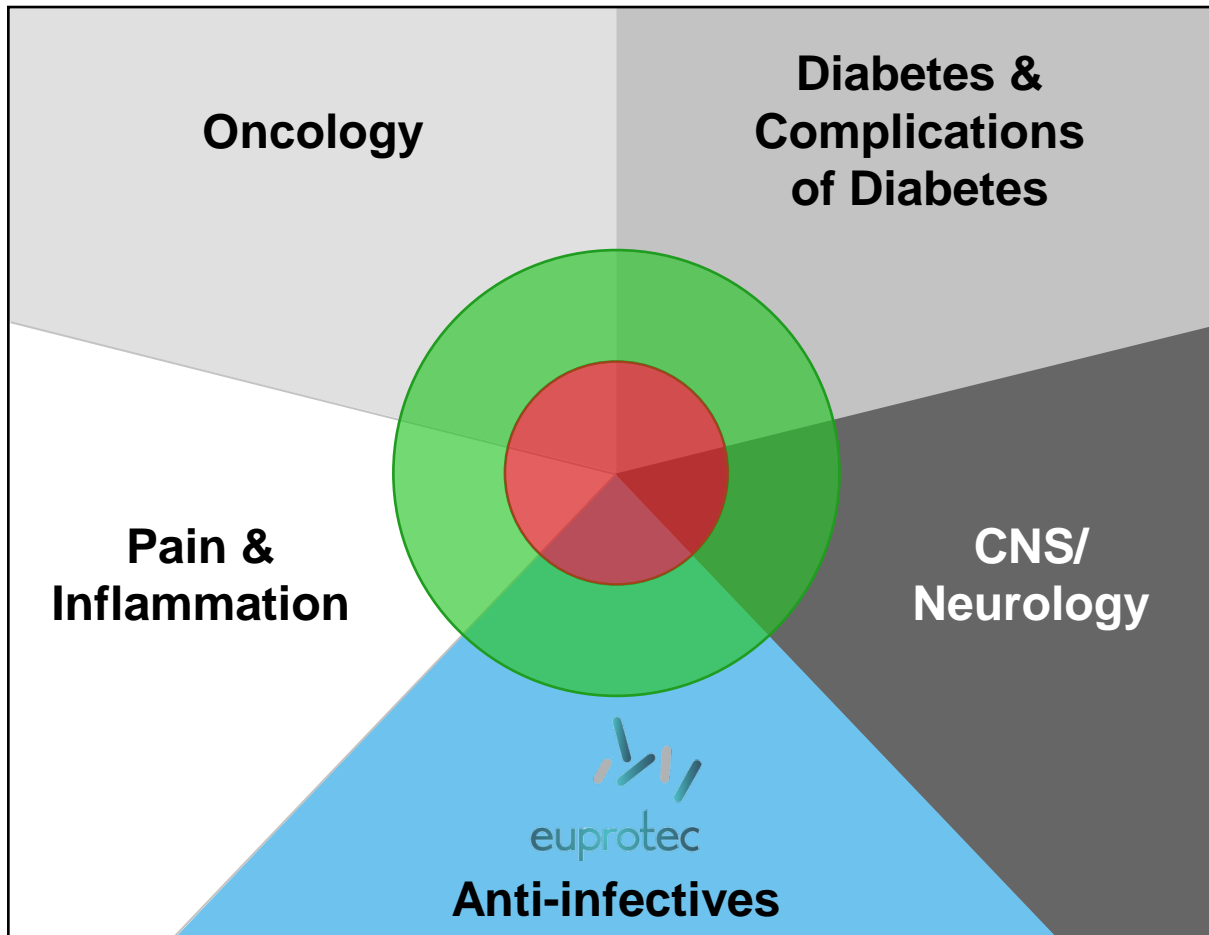 Oncology
Diabetes &
Complications
of Diabetes
Pain &
Inflammation
CNS/
Neurology
euprotec
Anti-infectives